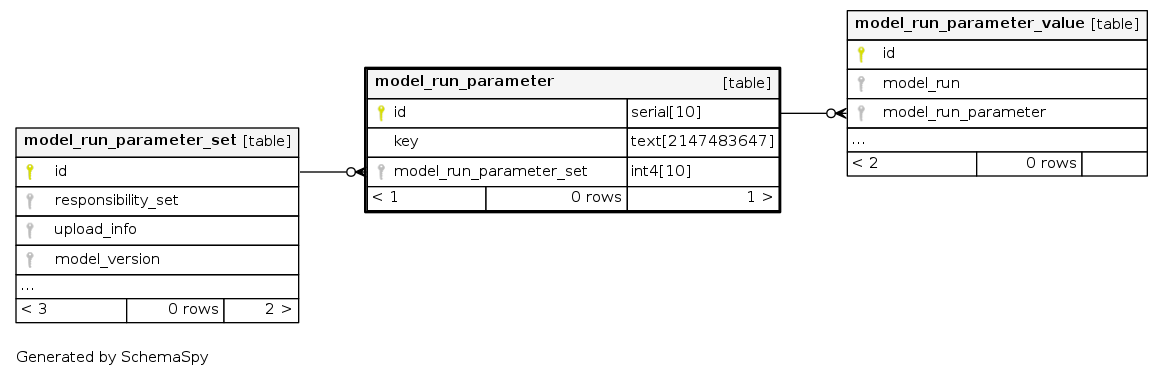 model_run_parameter_set [table]
id
responsibility_set
upload_info
model_version
...
< 3 0 rows 2 >
model_run_parameter [table]
id serial[10]
key text[2147483647]
model_run_parameter_set int4[10]
< 1 0 rows 1 >
model_run_parameter_value [table]
id
model_run
model_run_parameter
...
< 2 0 rows
Generated by SchemaSpy